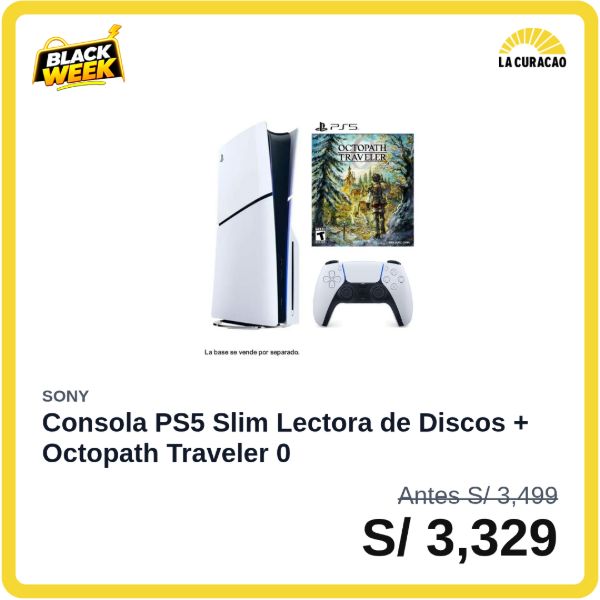 BLACK
WEEK
LA CURACAO
PS5
OCTOPATH
TRAVELER
T
La base se vende por separado.
SONY
Consola PS5 Slim Lectora de Discos +
Octopath Traveler 0
Antes S/ 3,499
S/ 3,329